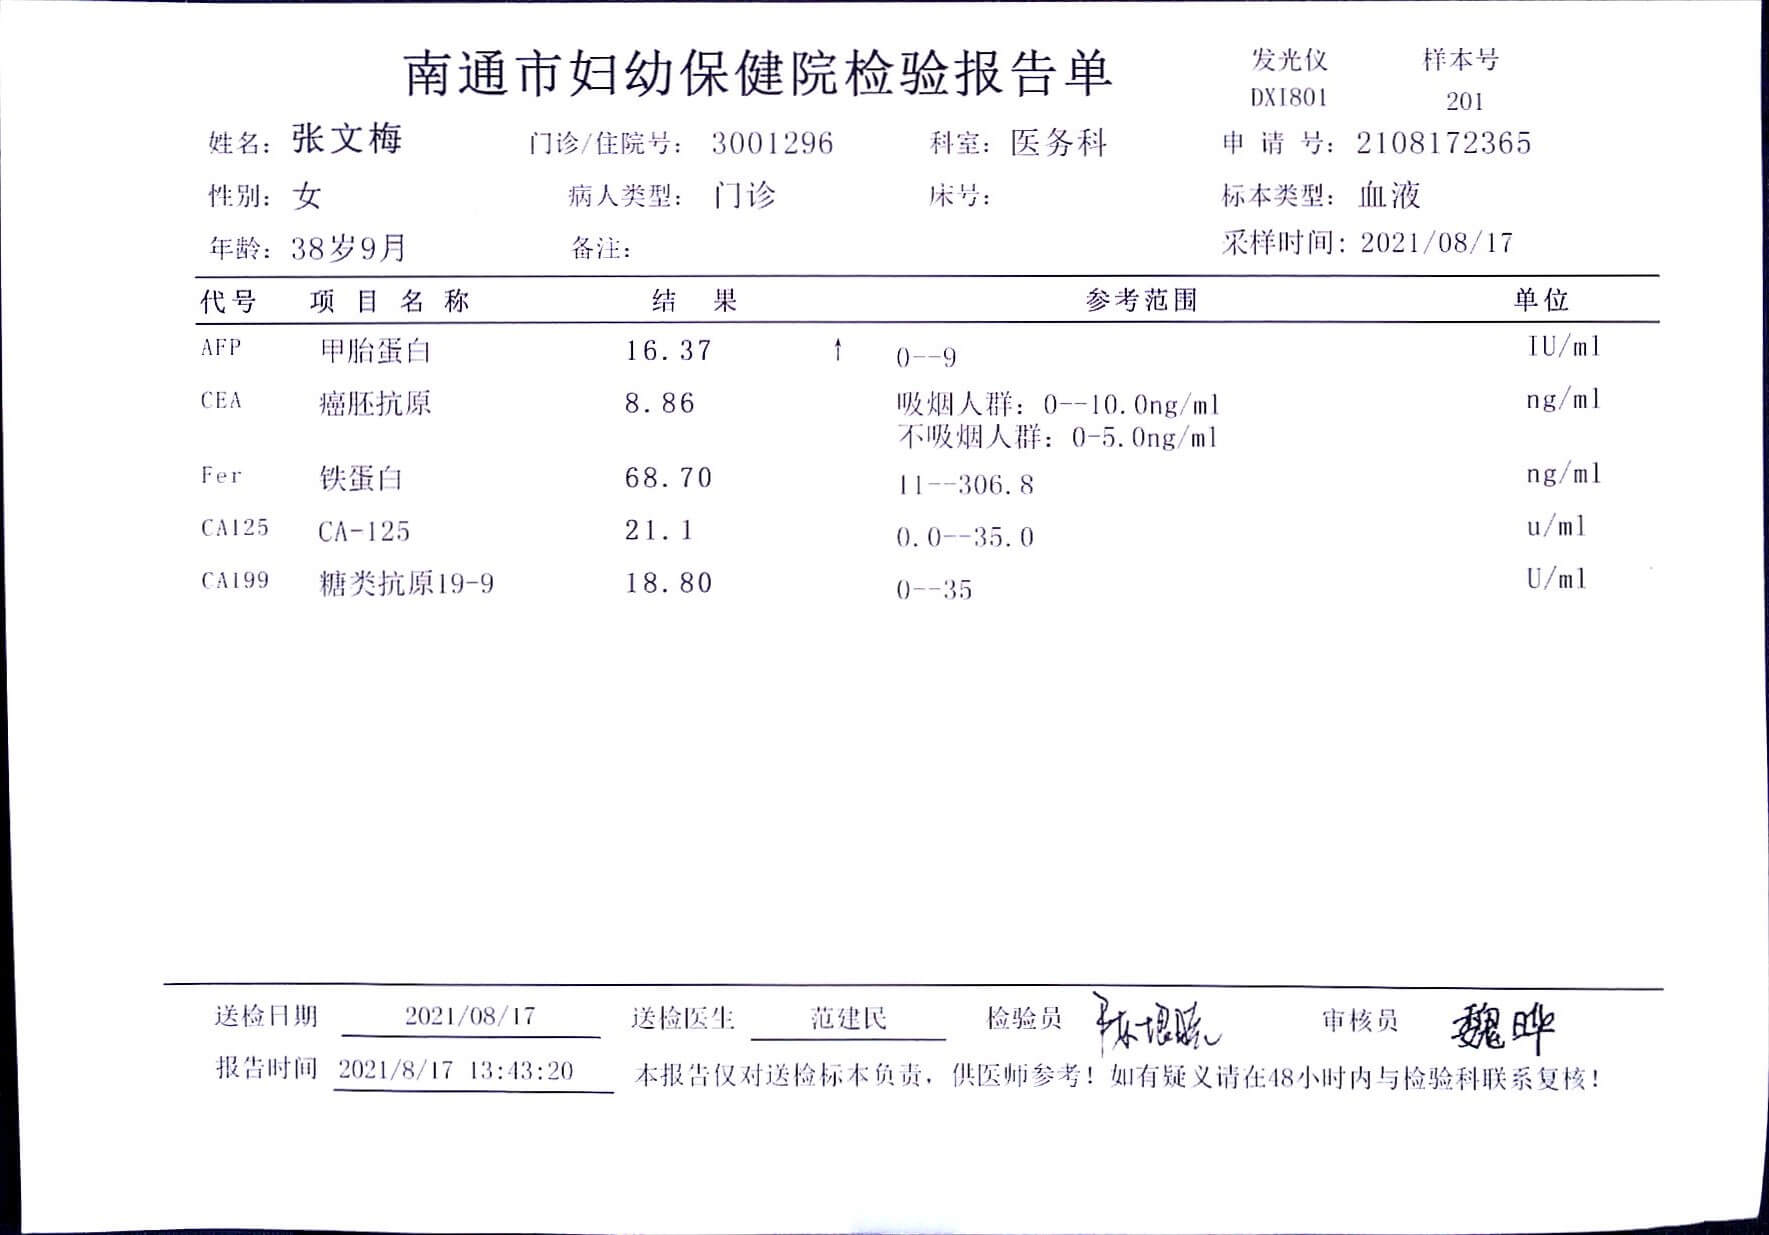 南通市妇幼保健院检验报告单
发光仪 样本号
DXI801 201
姓名: 张文梅 门诊/住院号: 3001296 科室: 医务科 申 请 号: 2108172365
性别: 女 病人类型: 门诊 床号: 标本类型: 血液
年龄: 38岁9月 备注: 采样时间: 2021/08/17
代号 项 目 名 称 结 果 参考范围 单位
AFP 甲胎蛋白 16.37 ↑ 0--9 IU/ml
CEA 癌胚抗原 8.86 吸烟人群: 0--10.0ng/ml ng/ml
不吸烟人群: 0-5.0ng/ml
Fer 铁蛋白 68.70 11--306.8 ng/ml
CA125 CA-125 21.1 0.0--35.0 u/ml
CA199 糖类抗原19-9 18.80 0--35 U/ml
送检日期 2021/08/17 送检医生 范建民 检验员 审核员 魏晔
报告时间 2021/8/17 13:43:20 本报告仅对送检标本负责, 供医师参考! 如有疑义请在48小时内与检验科联系复核!